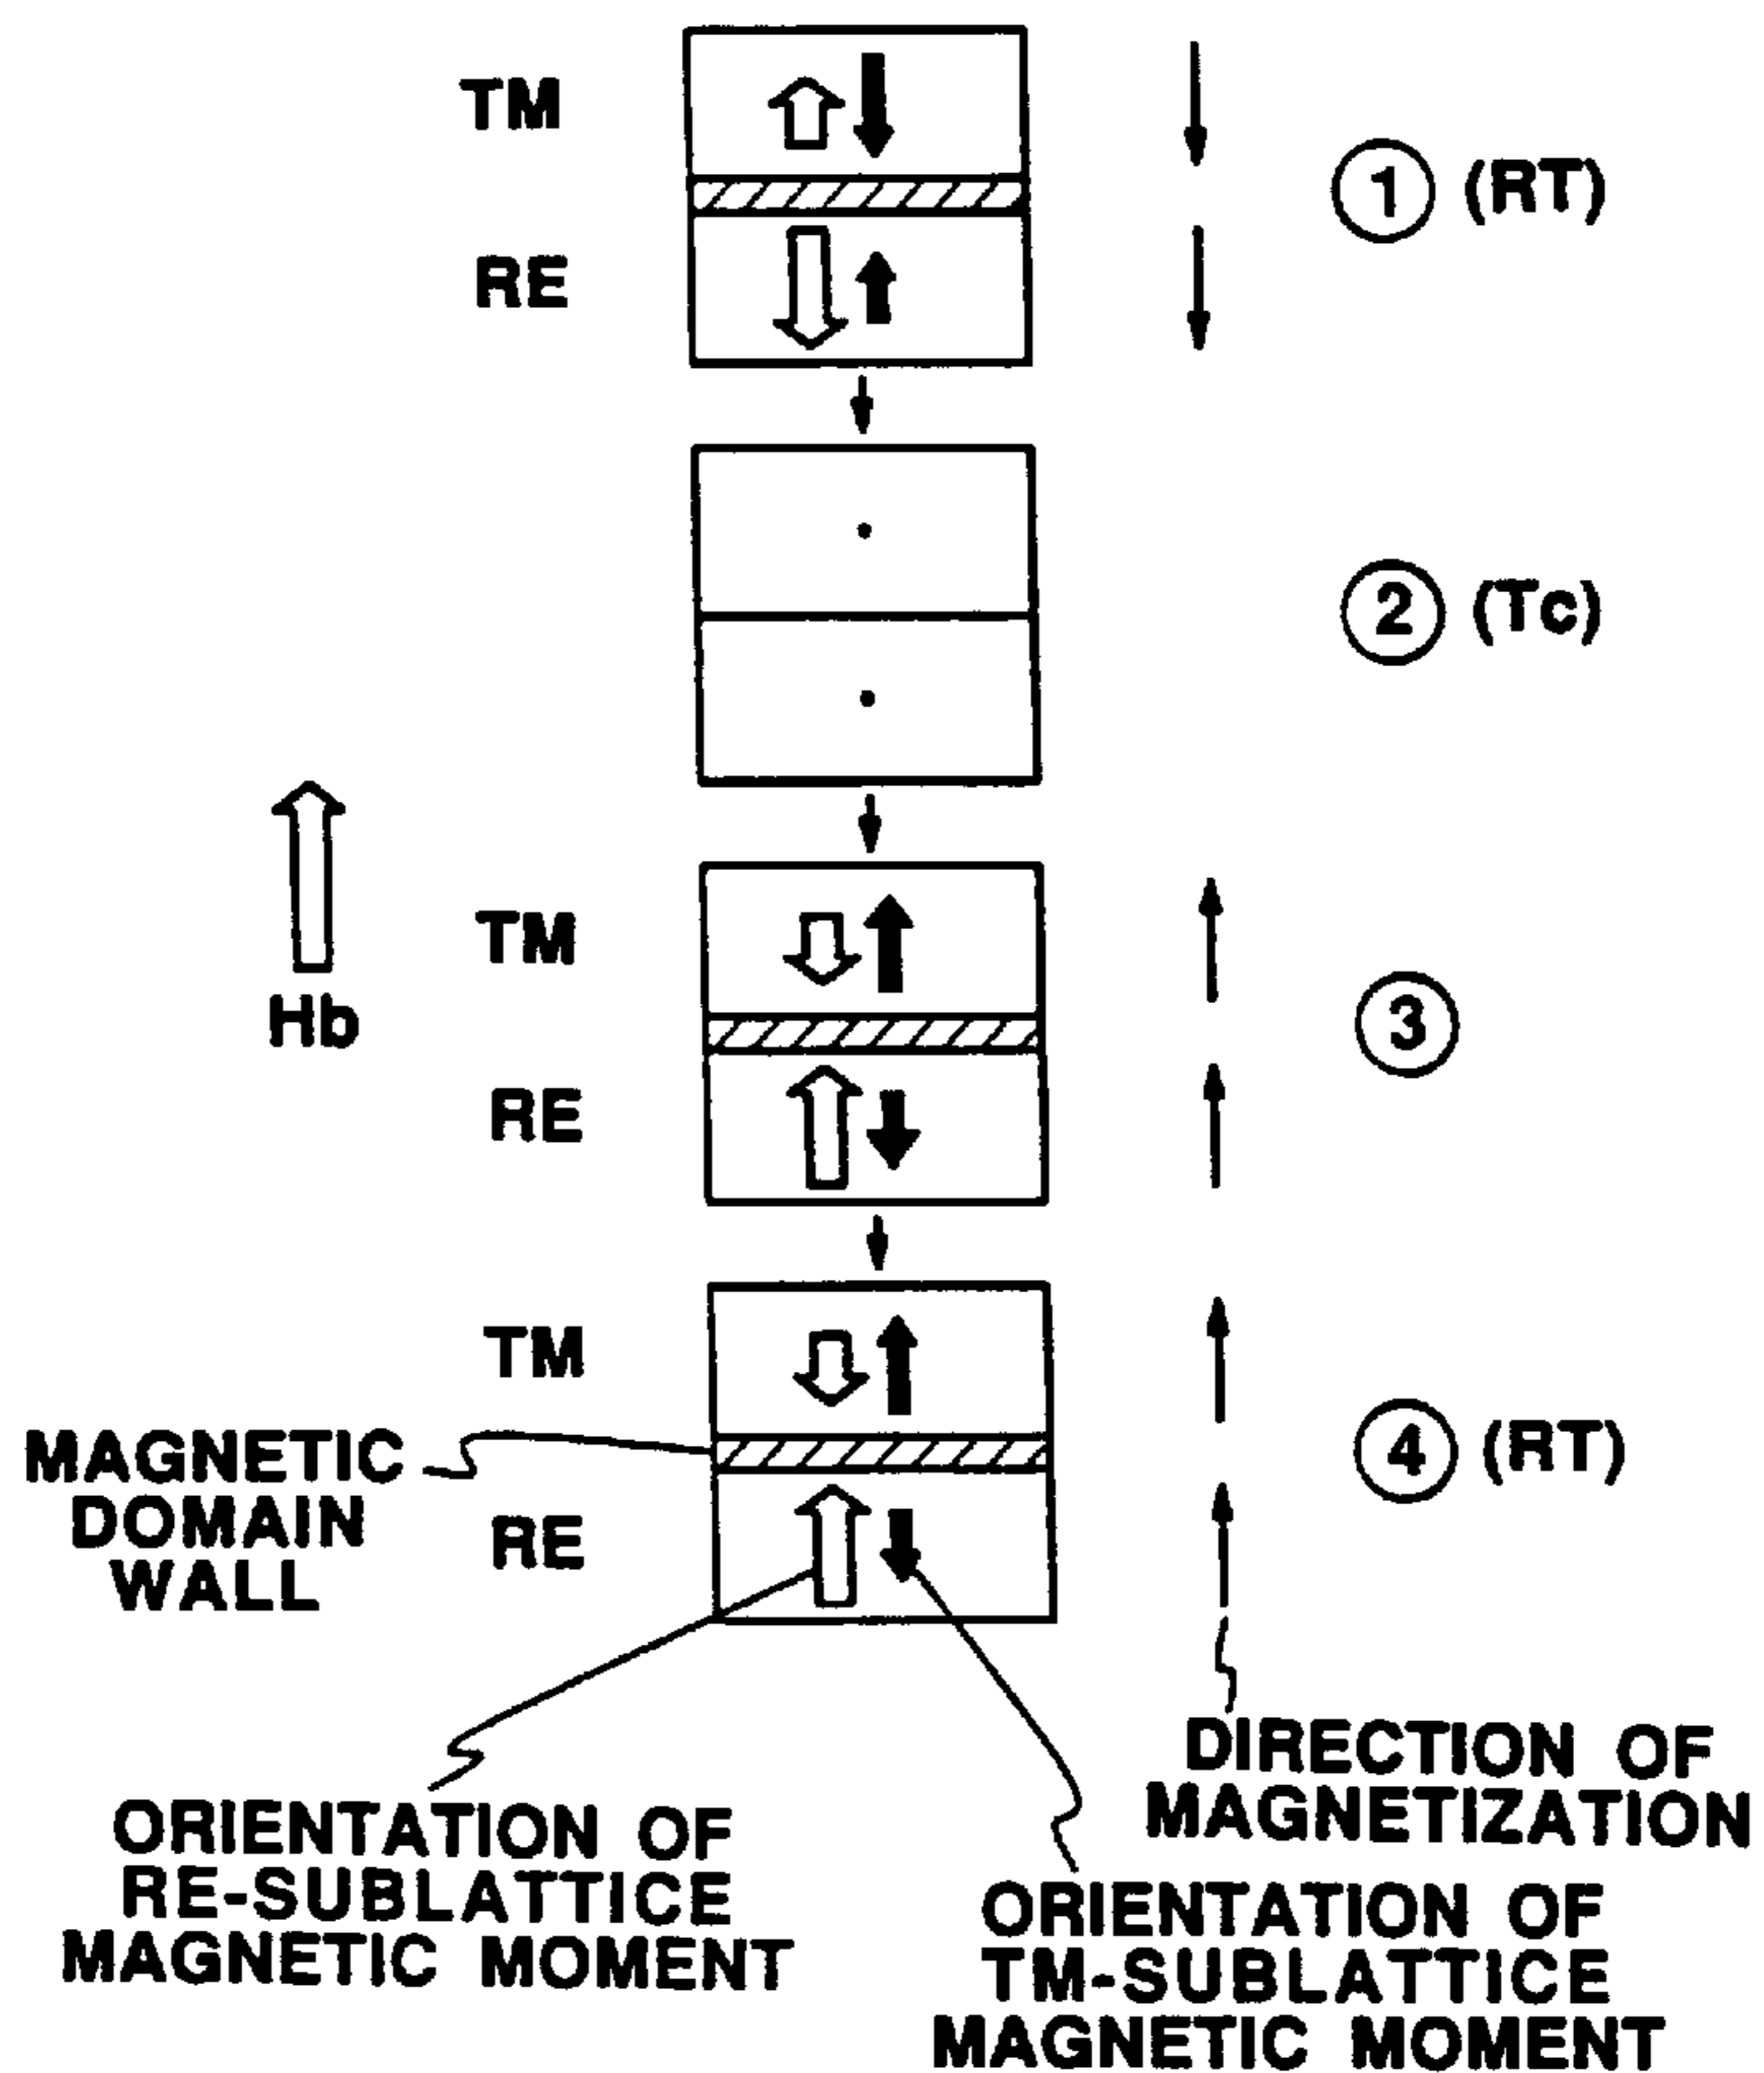 TM
1 (RT)
RE
2 (Tc)
TM
Hb
3
RE
TM
MAGNETIC
DOMAIN
WALL
4 (RT)
RE
DIRECTION OF
MAGNETIZATION
ORIENTATION OF
RE-SUBLATTICE
MAGNETIC MOMENT
ORIENTATION OF
TM-SUBLATTICE
MAGNETIC MOMENT